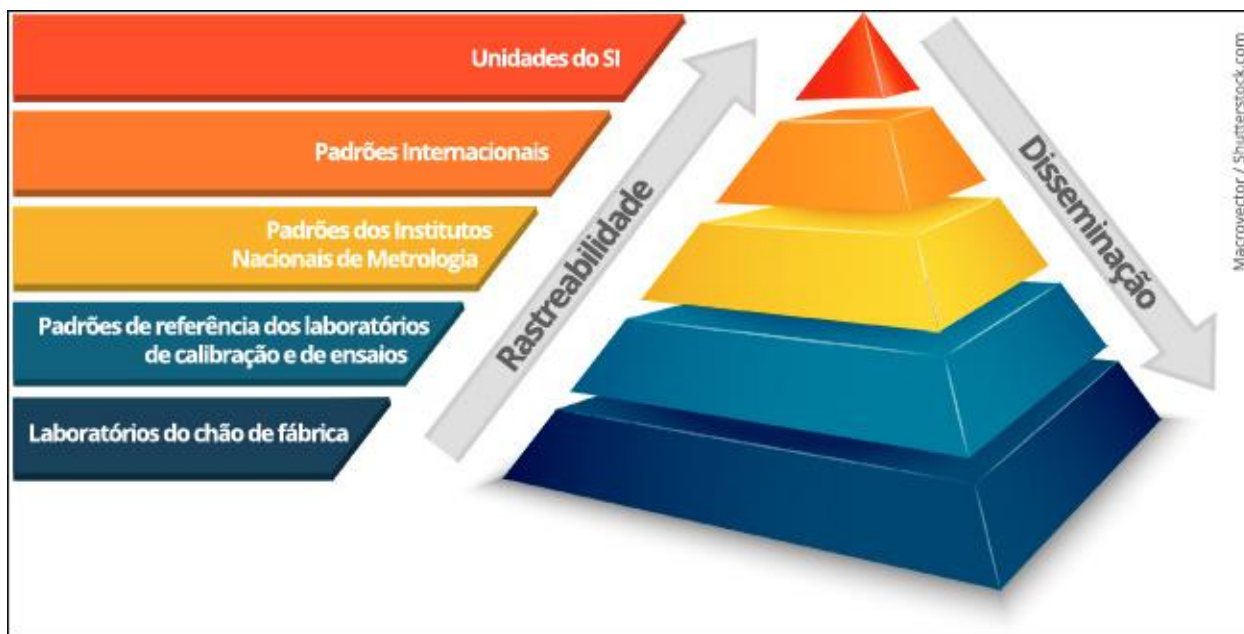 Unidades do SI
Padrões Internacionais
Padrões dos Institutos
Nacionais de Metrologia
Padrões de referência dos laboratórios
de calibração e de ensaios
Laboratórios do chão de fábrica
Rastreabilidade
Disseminação
Macrovector / Shutterstock.com